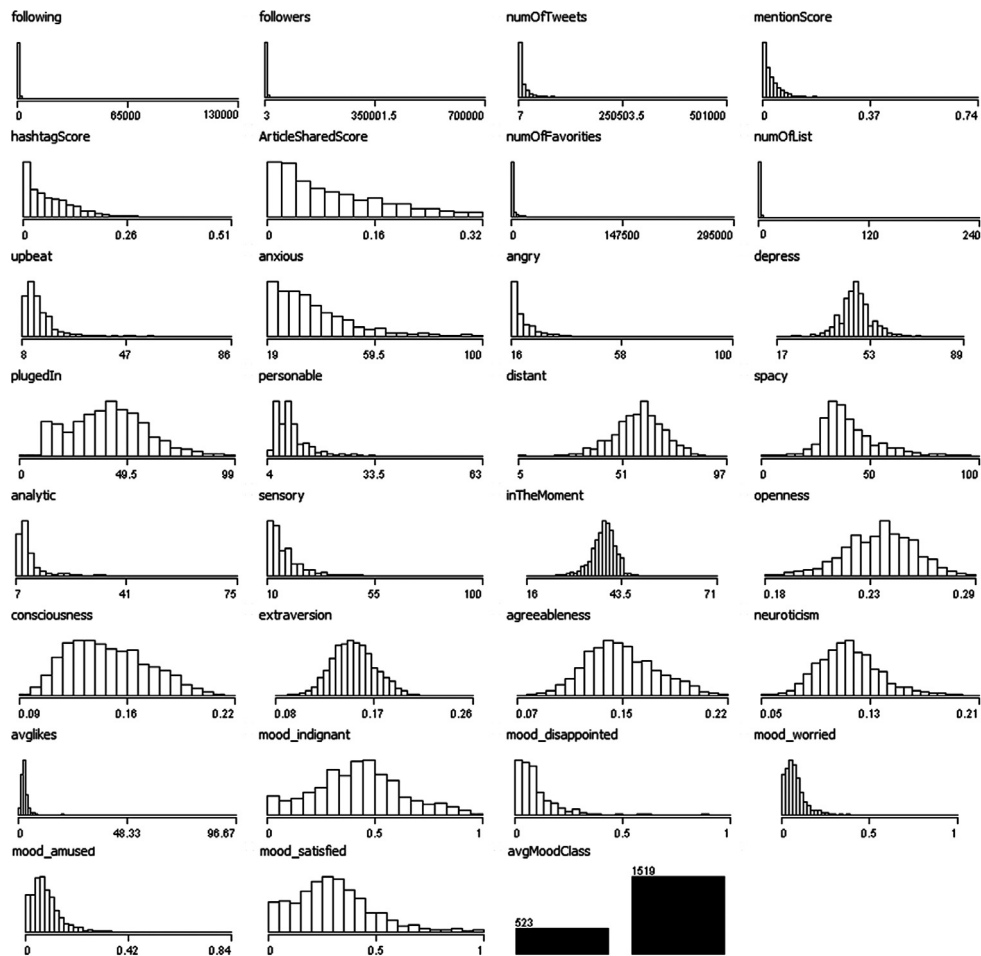 following followers numOfTweets mentionScore
0 65000 130000 3 350001.5 700000 7 250503.5 501000 0 0.37 0.74
hashtagScore ArticleSharedScore numOfFavorities numOfList
0 0.26 0.51 0 0.16 0.32 0 147500 295000 0 120 240
upbeat anxious angry depress
8 47 86 19 59.5 100 16 58 100 17 53 89
plugedIn personable distant spacy
0 49.5 99 4 33.5 63 5 51 97 0 50 100
analytic sensory inTheMoment openness
7 41 75 10 55 100 16 43.5 71 0.18 0.23 0.29
consciousness extraversion agreeableness neuroticism
0.09 0.16 0.22 0.08 0.17 0.26 0.07 0.15 0.22 0.05 0.13 0.21
avglikes mood_indignant mood_disappointed mood_worried
0 48.33 96.67 0 0.5 1 0 0.5 1 0 0.5 1
mood_amused mood_satisfied avgMoodClass
523 1519
0 0.42 0.84 0 0.5 1